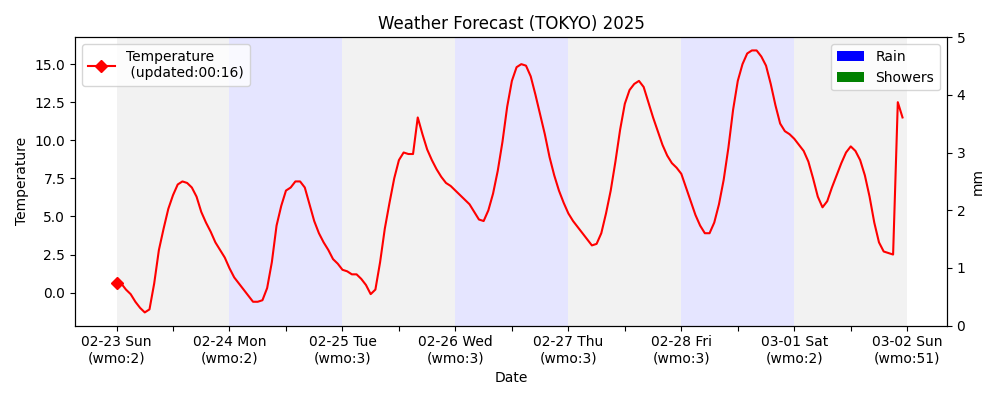 Weather Forecast (TOKYO) 2025
Temperature
(updated:00:16)
Rain
Showers
15.0
12.5
10.0
7.5
5.0
2.5
0.0
Temperature
5
4
3
2
1
0
mm
02-23 Sun
(wmo:2)
02-24 Mon
(wmo:2)
02-25 Tue
(wmo:3)
02-26 Wed
(wmo:3)
02-27 Thu
(wmo:3)
02-28 Fri
(wmo:3)
03-01 Sat
(wmo:2)
03-02 Sun
(wmo:51)
Date